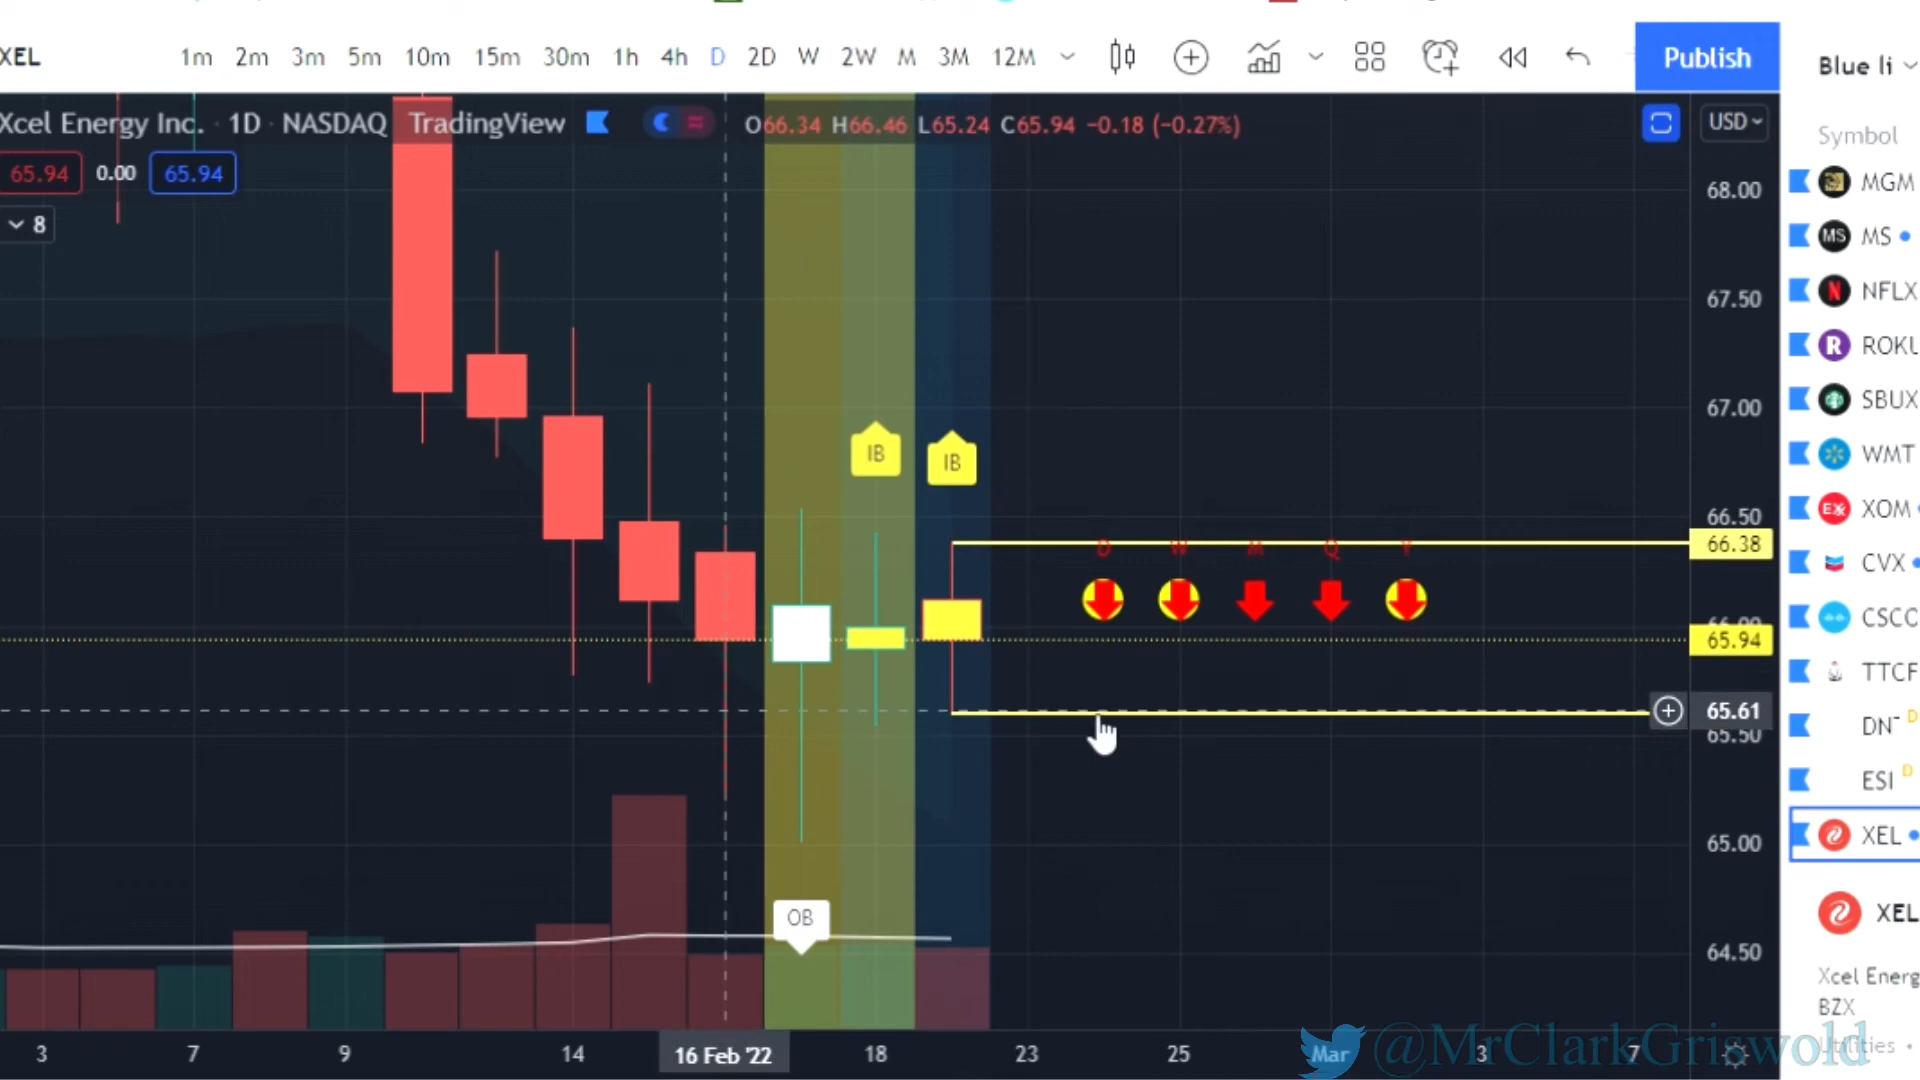 XEL 1m 2m 3m 5m 10m 15m 30m 1h 4h D 2D W 2W M 3M 12M Publish Blue li
Xcel Energy Inc. · 1D · NASDAQ TradingView O66.34 H66.46 L65.24 C65.94 −0.18 (−0.27%) USD
65.94 0.00 65.94
8
Symbol
MGM
MS MS
NFLX
ROKU
SBUX
WMT
XOM
CVX
CSCO
TTCF
DNT D
ESI D
XEL
XEL
Xcel Energ
BZX
Utilities
68.00
67.50
67.00
66.50
66.38
66.00
65.94
65.61
65.50
65.00
64.50
IB
IB
D W M Q Y
OB
3 7 9 14 16 Feb '22 18 23 25 Mar 3 7
@MrClarkGriswold